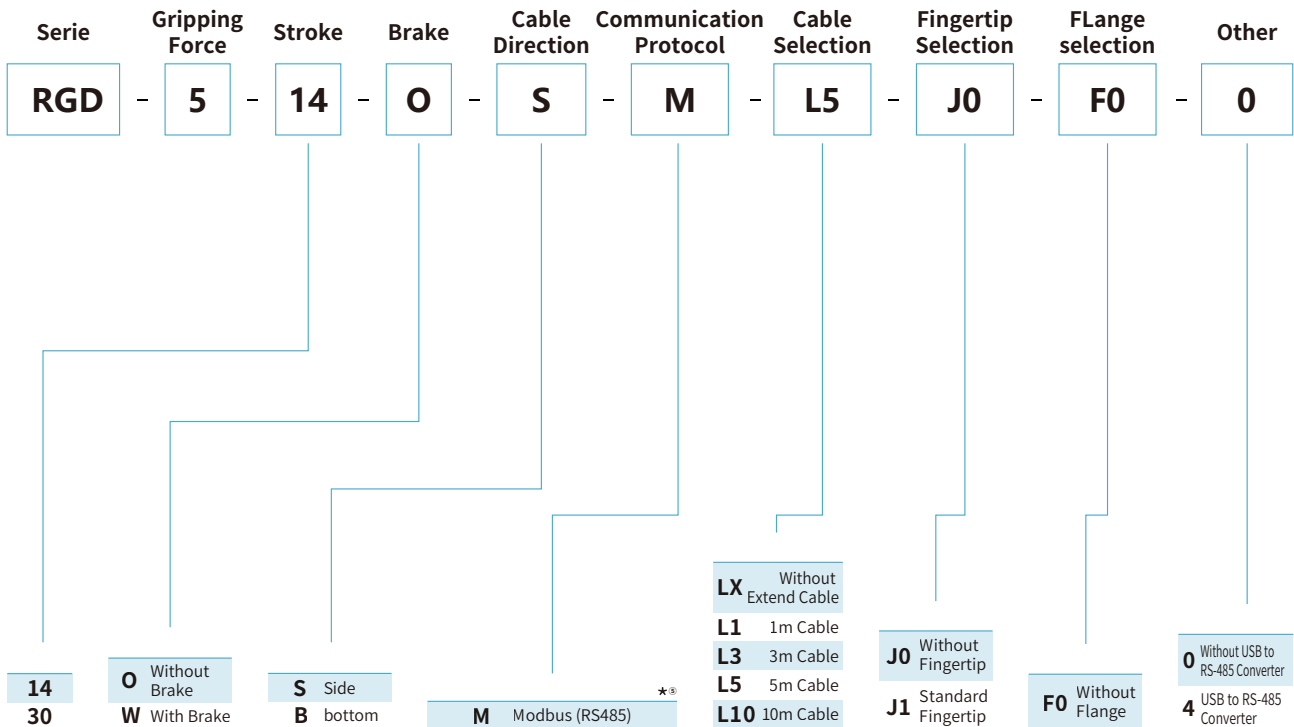 Serie
Gripping
Force
Stroke
Brake
Cable
Direction
Communication
Protocol
Cable
Selection
Fingertip
Selection
FLange
selection
Other
RGD - 5 - 14 - O - S - M - L5 - J0 - F0 - 0
14
30
O Without
Brake
W With Brake
S Side
B bottom
★⑤
M Modbus (RS485)
LX Without
Extend Cable
L1 1m Cable
L3 3m Cable
L5 5m Cable
L10 10m Cable
J0 Without
Fingertip
J1 Standard
Fingertip
F0 Without
Flange
0 Without USB to
RS-485 Converter
4 USB to RS-485
Converter